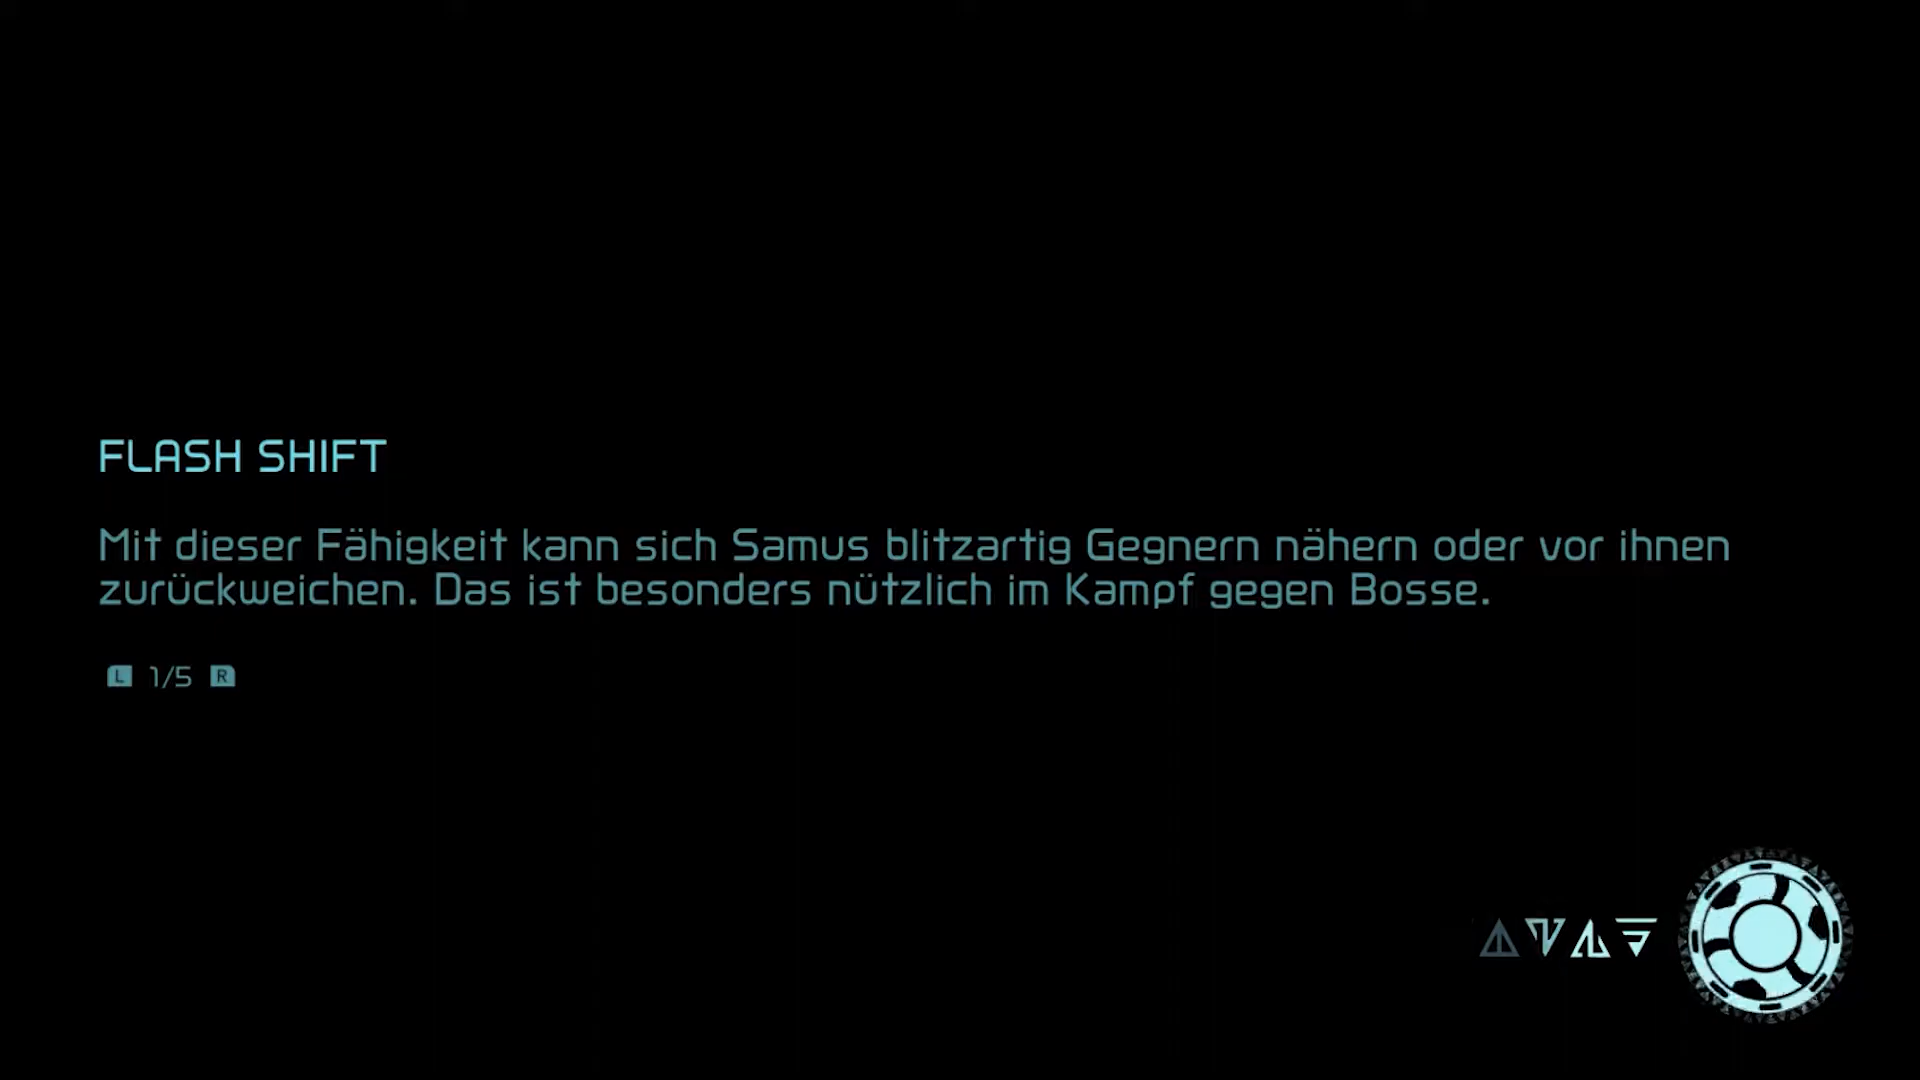 FLASH SHIFT
Mit dieser Fähigkeit kann sich Samus blitzartig Gegnern nähern oder vor ihnen
zurückweichen. Das ist besonders nützlich im Kampf gegen Bosse.
L 1/5 R